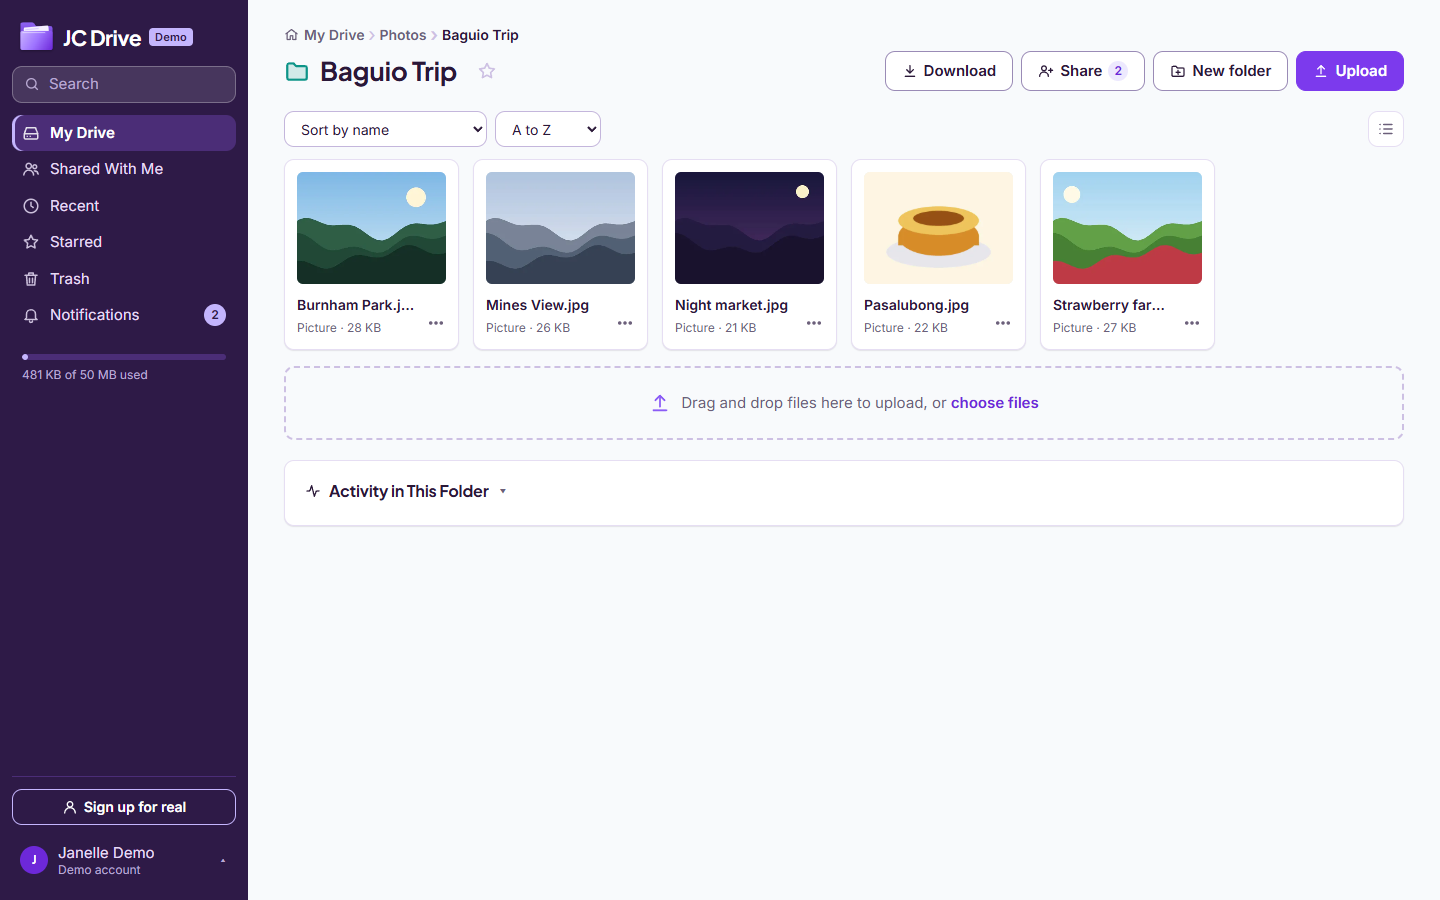 JC Drive Demo
Search
My Drive
Shared With Me
Recent
Starred
Trash
Notifications 2
481 KB of 50 MB used
Sign up for real
J
Janelle Demo
Demo account
My Drive Photos Baguio Trip
Baguio Trip
Download Share 2 New folder Upload
Sort by name A to Z
Burnham Park.j... Mines View.jpg Night market.jpg Pasalubong.jpg Strawberry far...
Picture · 28 KB Picture · 26 KB Picture · 21 KB Picture · 22 KB Picture · 27 KB
Drag and drop files here to upload, or choose files
Activity in This Folder